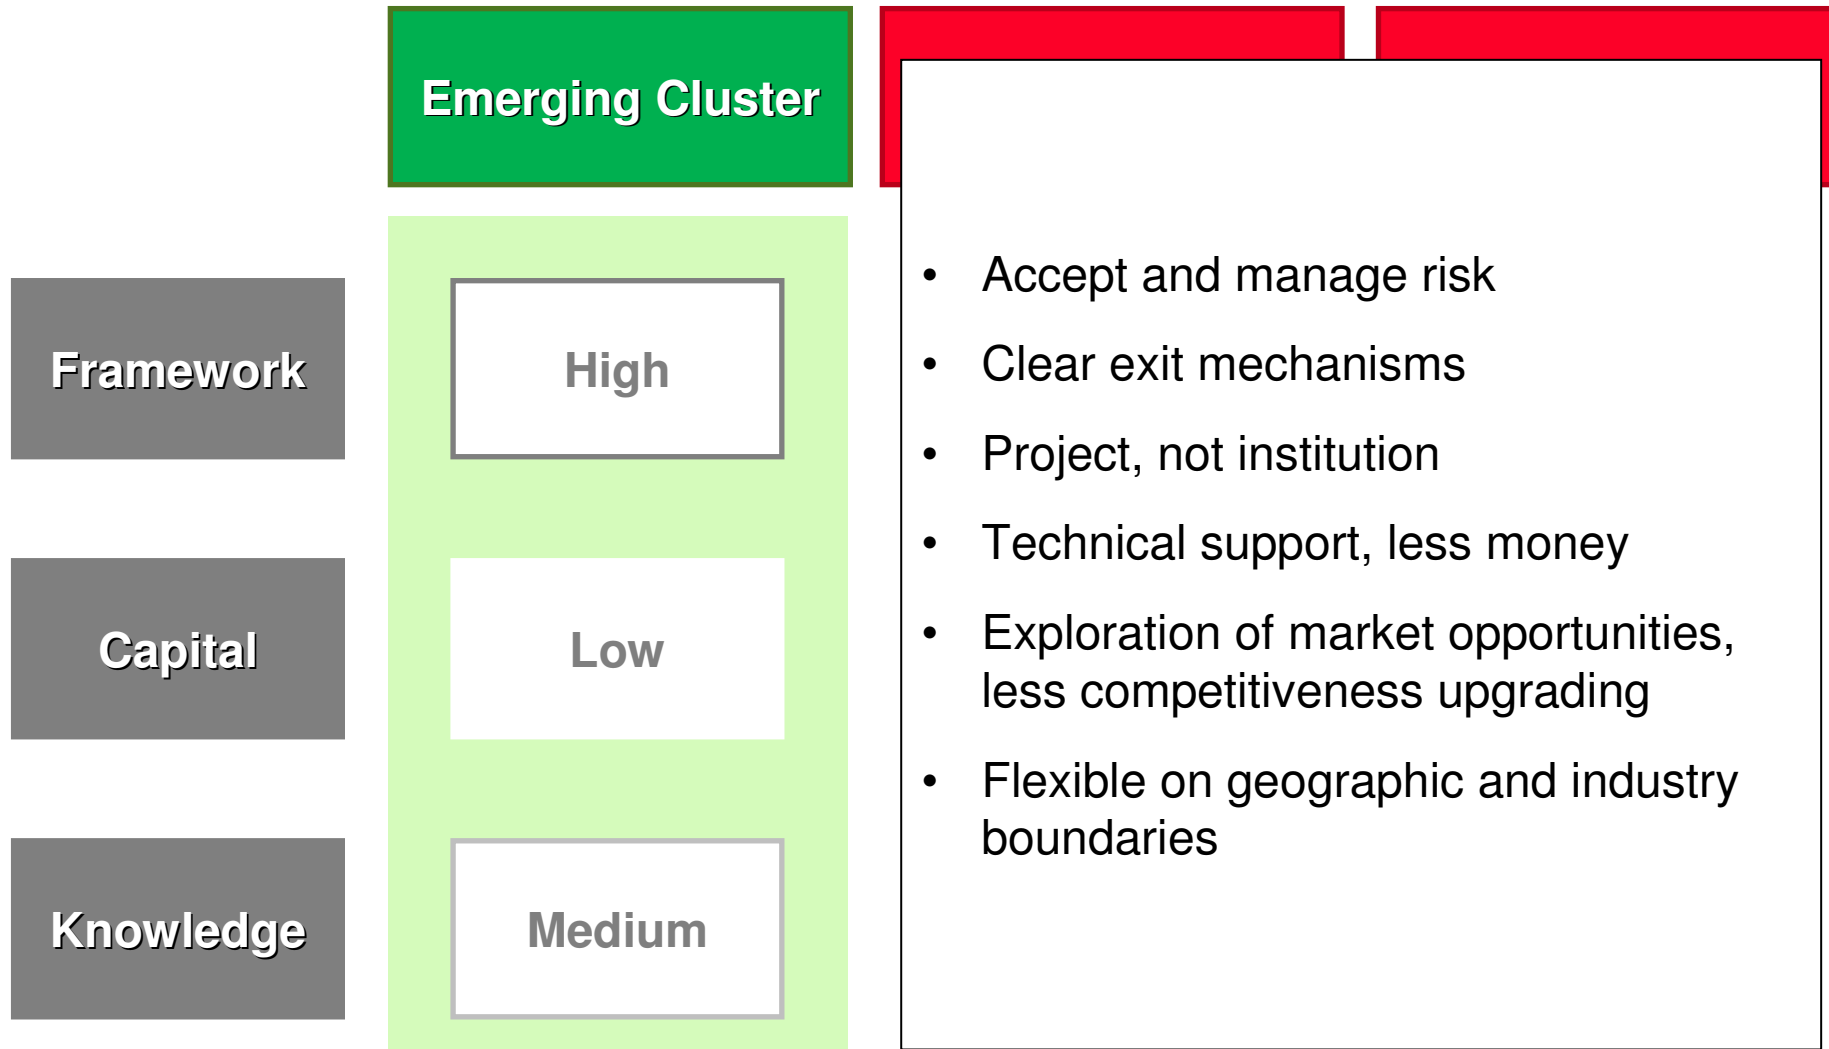 Emerging Cluster
Framework
High
Capital
Low
Knowledge
Medium
• Accept and manage risk
• Clear exit mechanisms
• Project, not institution
• Technical support, less money
• Exploration of market opportunities,
less competitiveness upgrading
• Flexible on geographic and industry
boundaries